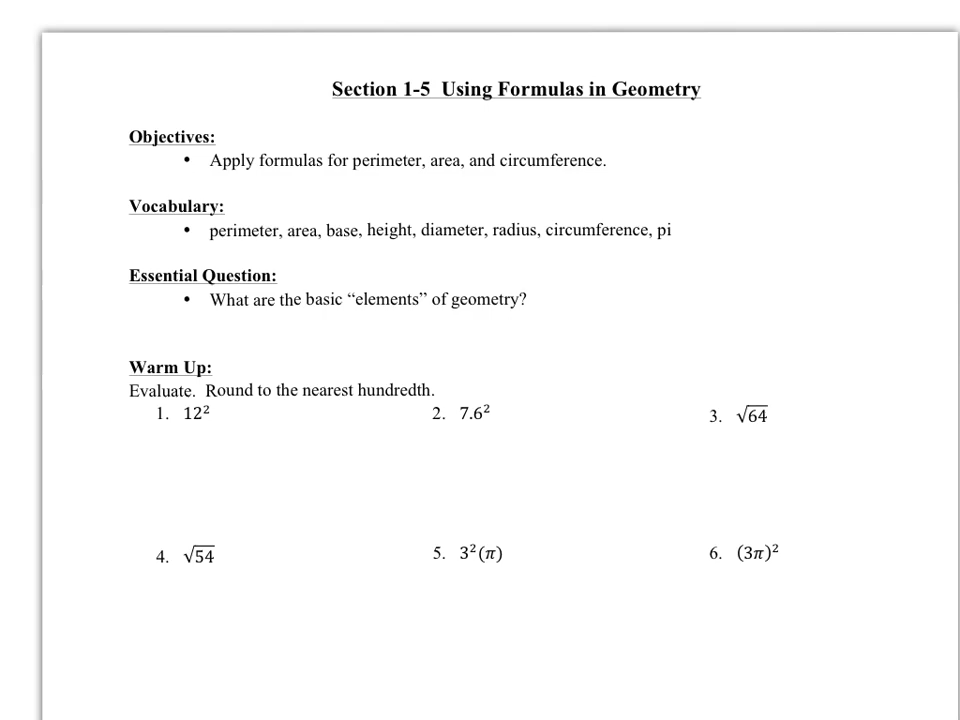 Section 1-5  Using Formulas in Geometry
Objectives:
• Apply formulas for perimeter, area, and circumference.
Vocabulary:
• perimeter, area, base, height, diameter, radius, circumference, pi
Essential Question:
• What are the basic “elements” of geometry?
Warm Up:
Evaluate.  Round to the nearest hundredth.
1. 12² 2. 7.6² 3. √64
4. √54 5. 3²(π) 6. (3π)²